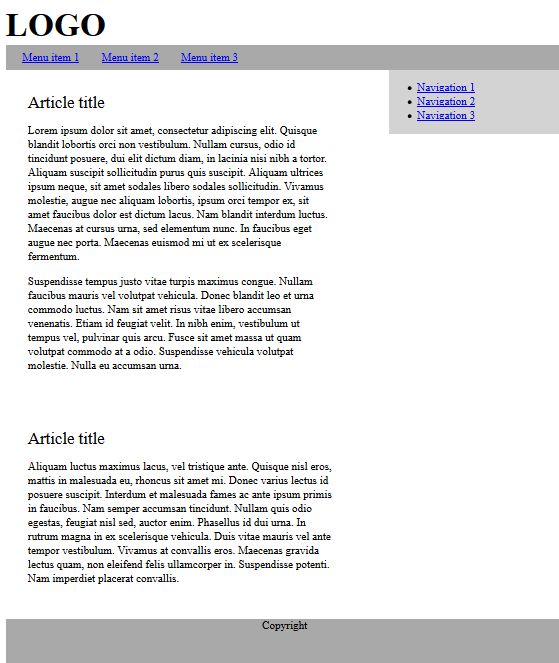 LOGO
Menu item 1 Menu item 2 Menu item 3
Navigation 1
Navigation 2
Navigation 3
Article title
Lorem ipsum dolor sit amet, consectetur adipiscing elit. Quisque
blandit lobortis orci non vestibulum. Nullam cursus, odio id
tincidunt posuere, dui elit dictum diam, in lacinia nisi nibh a tortor.
Aliquam suscipit sollicitudin purus quis suscipit. Aliquam ultrices
ipsum neque, sit amet sodales libero sodales sollicitudin. Vivamus
molestie, augue nec aliquam lobortis, ipsum orci tempor ex, sit
amet faucibus dolor est dictum lacus. Nam blandit interdum luctus.
Maecenas at cursus urna, sed elementum nunc. In faucibus eget
augue nec porta. Maecenas euismod mi ut ex scelerisque
fermentum.
Suspendisse tempus justo vitae turpis maximus congue. Nullam
faucibus mauris vel volutpat vehicula. Donec blandit leo et urna
commodo luctus. Nam sit amet risus vitae libero accumsan
venenatis. Etiam id feugiat velit. In nibh enim, vestibulum ut
tempus vel, pulvinar quis arcu. Fusce sit amet massa ut quam
volutpat commodo at a odio. Suspendisse vehicula volutpat
molestie. Nulla eu accumsan urna.
Article title
Aliquam luctus maximus lacus, vel tristique ante. Quisque nisl eros,
mattis in malesuada eu, rhoncus sit amet mi. Donec varius lectus id
posuere suscipit. Interdum et malesuada fames ac ante ipsum primis
in faucibus. Nam semper accumsan tincidunt. Nullam quis odio
egestas, feugiat nisl sed, auctor enim. Phasellus id dui urna. In
rutrum magna in ex scelerisque vehicula. Duis vitae mauris vel ante
tempor vestibulum. Vivamus at convallis eros. Maecenas gravida
lectus quam, non eleifend felis ullamcorper in. Suspendisse potenti.
Nam imperdiet placerat convallis.
Copyright